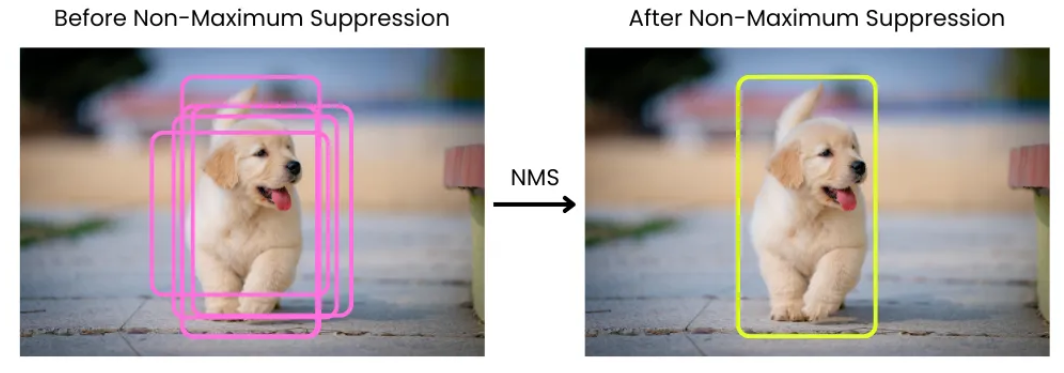 Before Non-Maximum Suppression
After Non-Maximum Suppression
NMS